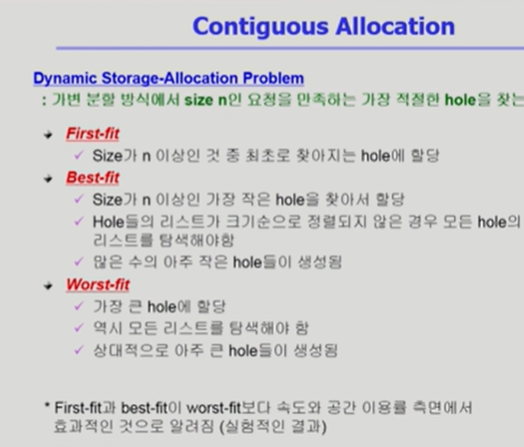 Contiguous Allocation
Dynamic Storage-Allocation Problem
: 가변 분할 방식에서 size n인 요청을 만족하는 가장 적절한 hole을 찾는
First-fit
✓ Size가 n 이상인 것 중 최초로 찾아지는 hole에 할당
Best-fit
✓ Size가 n 이상인 가장 작은 hole을 찾아서 할당
✓ Hole들의 리스트가 크기순으로 정렬되지 않은 경우 모든 hole의
리스트를 탐색해야함
✓ 많은 수의 아주 작은 hole들이 생성됨
Worst-fit
✓ 가장 큰 hole에 할당
✓ 역시 모든 리스트를 탐색해야 함
✓ 상대적으로 아주 큰 hole들이 생성됨
* First-fit과 best-fit이 worst-fit보다 속도와 공간 이용률 측면에서
효과적인 것으로 알려짐 (실험적인 결과)